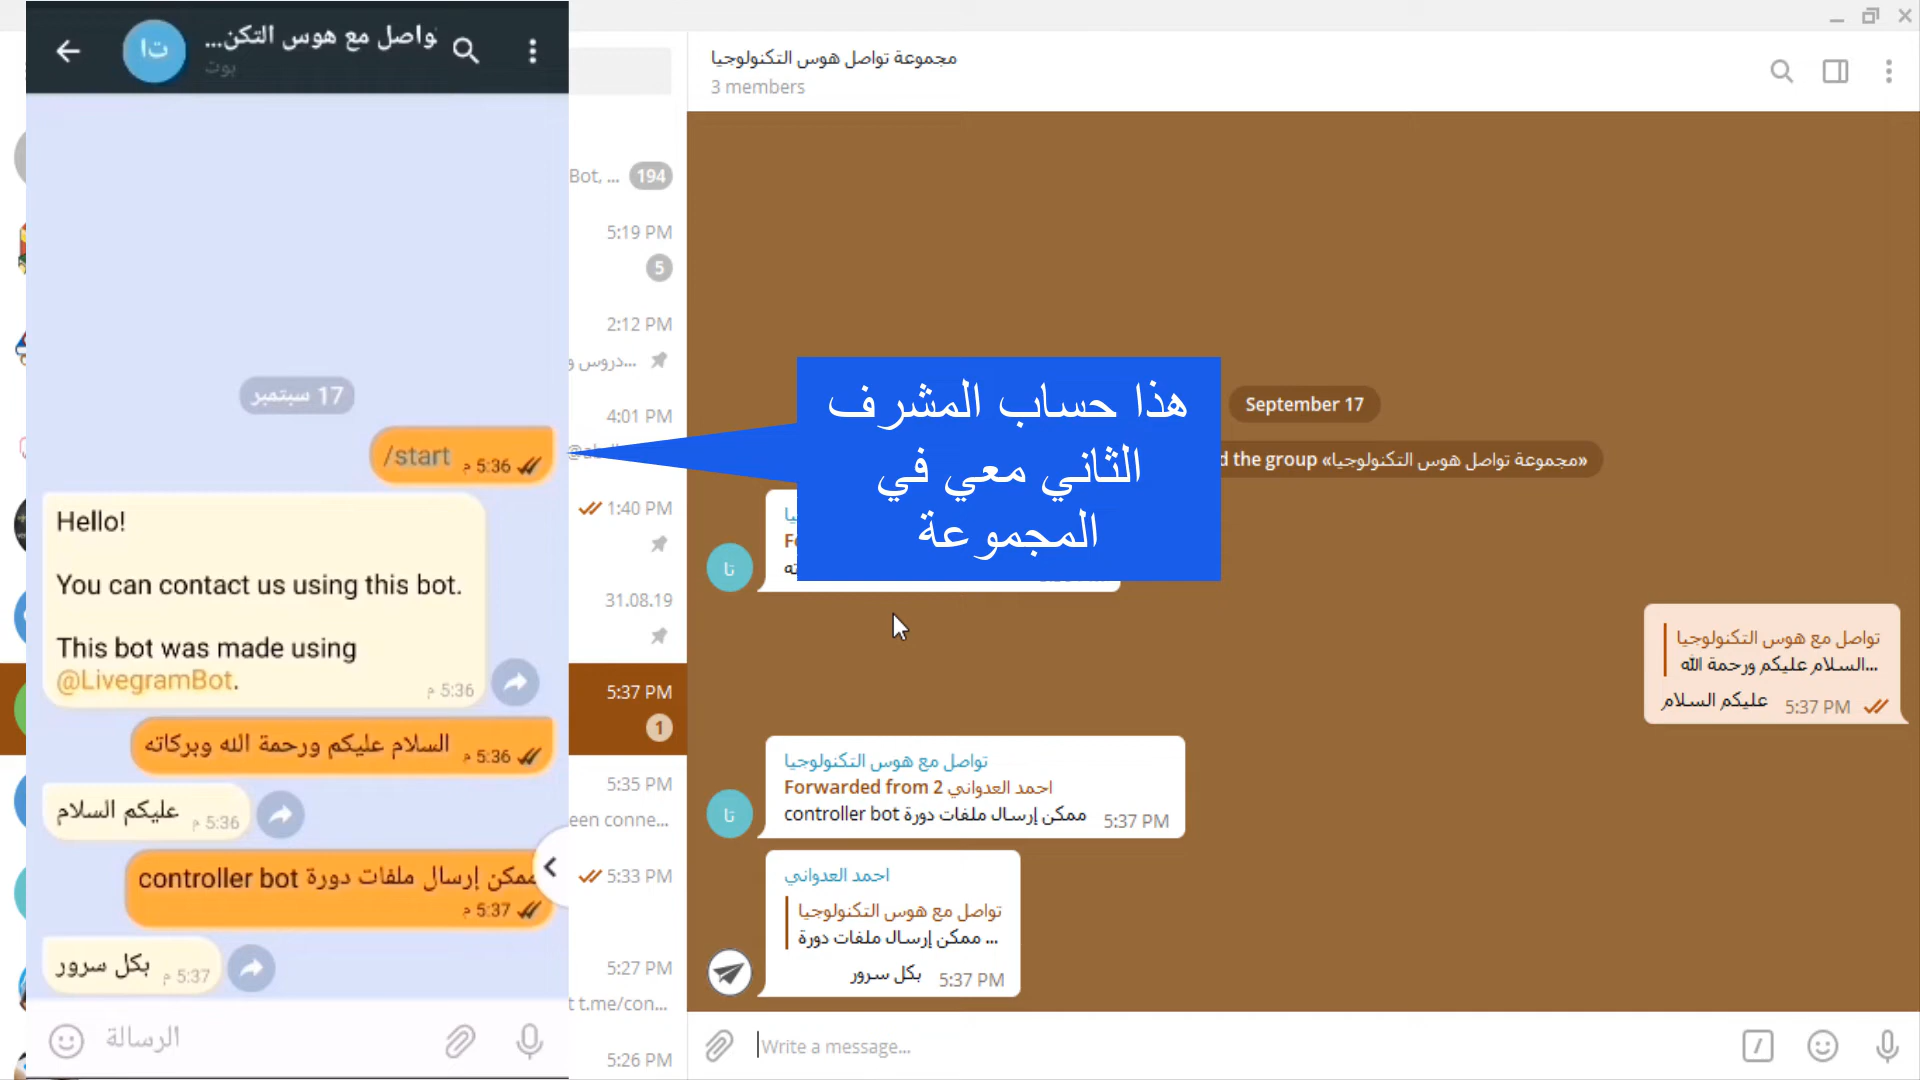 تواصل مع هوس التكن...
بوت
تا
17 سبتمبر
/start
5:36 م
Hello!
You can contact us using this bot.
This bot was made using
@LivegramBot.
5:36 م
السلام عليكم ورحمة الله وبركاته
5:36 م
عليكم السلام
5:36 م
ممكن إرسال ملفات دورة controller bot
5:37 م
بكل سرور
5:37 م
الرسالة
Bot, ...
194
5:19 PM
5
2:12 PM
دروس و...
4:01 PM
1:40 PM
31.08.19
5:37 PM
1
5:35 PM
een conne...
5:33 PM
5:27 PM
t t.me/con...
5:26 PM
مجموعة تواصل هوس التكنولوجيا
3 members
هذا حساب المشرف
الثاني معي في
المجموعة
September 17
d the group «مجموعة تواصل هوس التكنولوجيا»
تا
تواصل مع هوس التكنولوجيا
السلام عليكم ورحمة الله...
عليكم السلام
5:37 PM
تواصل مع هوس التكنولوجيا
Forwarded from 2 احمد العدواني
ممكن إرسال ملفات دورة controller bot
5:37 PM
تا
احمد العدواني
تواصل مع هوس التكنولوجيا
ممكن إرسال ملفات دورة ...
بكل سرور
5:37 PM
Write a message...